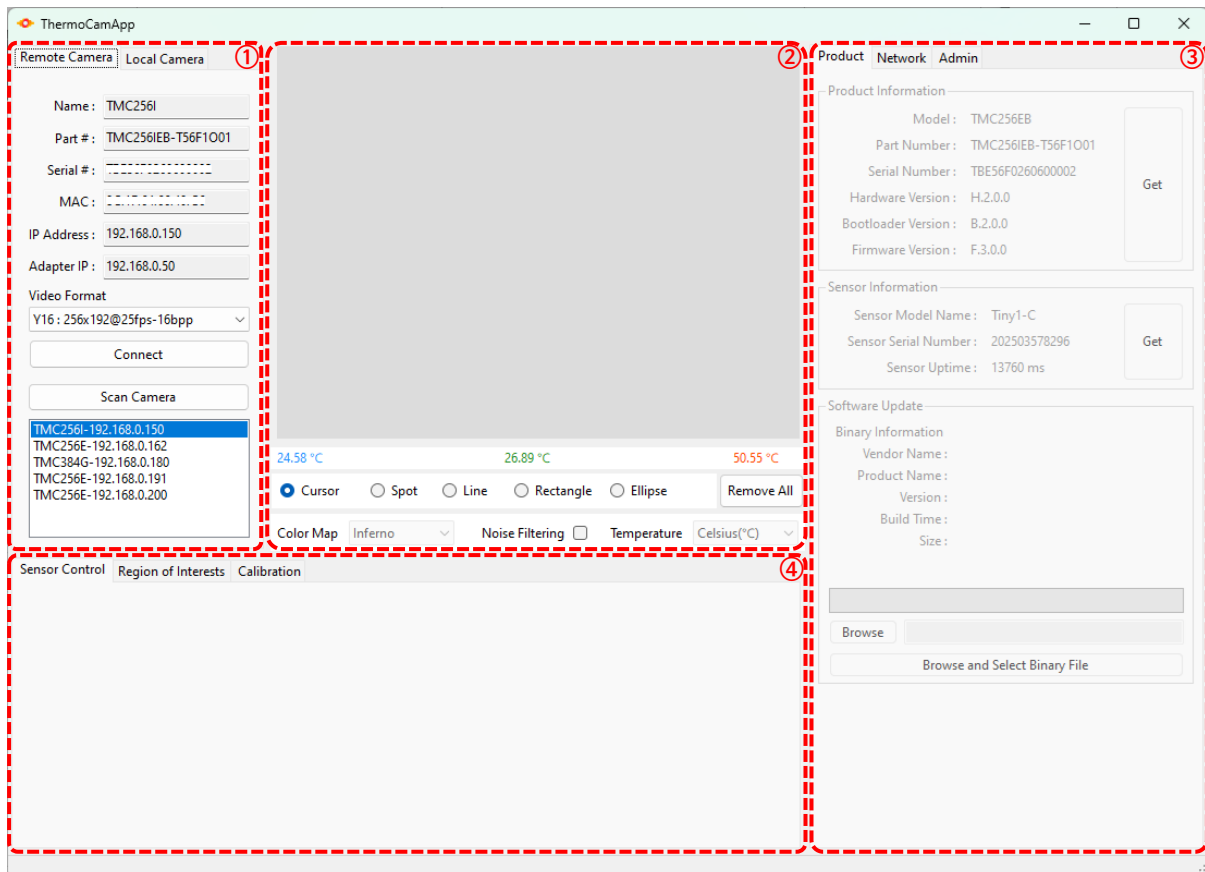 ThermoCamApp
Remote Camera Local Camera ①
Name : TMC256I
Part # : TMC256IEB-T56F1O01
Serial # :
MAC :
IP Address : 192.168.0.150
Adapter IP : 192.168.0.50
Video Format
Y16 : 256x192@25fps-16bpp
Connect
Scan Camera
TMC256I-192.168.0.150
TMC256E-192.168.0.162
TMC384G-192.168.0.180
TMC256E-192.168.0.191
TMC256E-192.168.0.200
②
24.58 °C 26.89 °C 50.55 °C
Cursor Spot Line Rectangle Ellipse Remove All
Color Map Inferno Noise Filtering Temperature Celsius(°C)
Product Network Admin ③
Product Information
Model : TMC256EB
Part Number : TMC256IEB-T56F1O01
Serial Number : TBE56F0260600002
Hardware Version : H.2.0.0
Bootloader Version : B.2.0.0
Firmware Version : F.3.0.0
Get
Sensor Information
Sensor Model Name : Tiny1-C
Sensor Serial Number : 202503578296
Sensor Uptime : 13760 ms
Get
Software Update
Binary Information
Vendor Name :
Product Name :
Version :
Build Time :
Size :
Browse
Browse and Select Binary File
Sensor Control Region of Interests Calibration ④